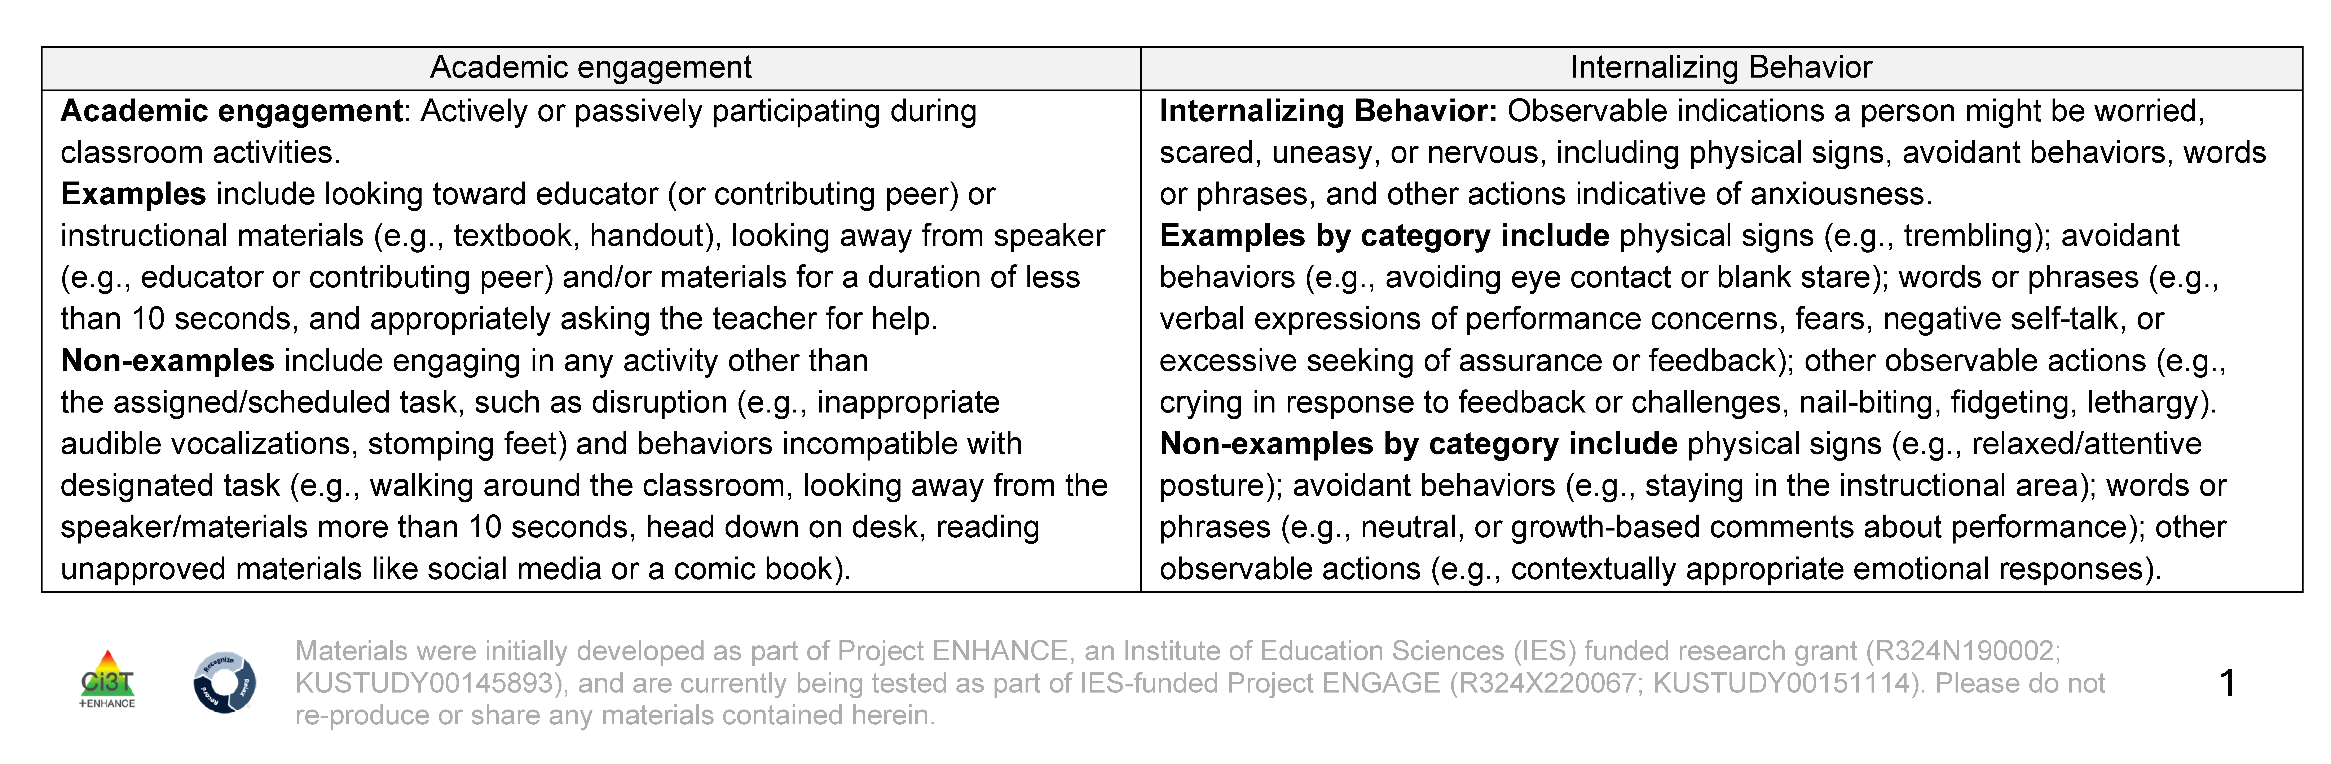 Academic engagement
Academic engagement: Actively or passively participating during
classroom activities.
Examples include looking toward educator (or contributing peer) or
instructional materials (e.g., textbook, handout), looking away from speaker
(e.g., educator or contributing peer) and/or materials for a duration of less
than 10 seconds, and appropriately asking the teacher for help.
Non-examples include engaging in any activity other than
the assigned/scheduled task, such as disruption (e.g., inappropriate
audible vocalizations, stomping feet) and behaviors incompatible with
designated task (e.g., walking around the classroom, looking away from the
speaker/materials more than 10 seconds, head down on desk, reading
unapproved materials like social media or a comic book).
Internalizing Behavior
Internalizing Behavior: Observable indications a person might be worried,
scared, uneasy, or nervous, including physical signs, avoidant behaviors, words
or phrases, and other actions indicative of anxiousness.
Examples by category include physical signs (e.g., trembling); avoidant
behaviors (e.g., avoiding eye contact or blank stare); words or phrases (e.g.,
verbal expressions of performance concerns, fears, negative self-talk, or
excessive seeking of assurance or feedback); other observable actions (e.g.,
crying in response to feedback or challenges, nail-biting, fidgeting, lethargy).
Non-examples by category include physical signs (e.g., relaxed/attentive
posture); avoidant behaviors (e.g., staying in the instructional area); words or
phrases (e.g., neutral, or growth-based comments about performance); other
observable actions (e.g., contextually appropriate emotional responses).
Ci3T
+ENHANCE
Recognize
Relax
Record
Materials were initially developed as part of Project ENHANCE, an Institute of Education Sciences (IES) funded research grant (R324N190002;
KUSTUDY00145893), and are currently being tested as part of IES-funded Project ENGAGE (R324X220067; KUSTUDY00151114). Please do not
re-produce or share any materials contained herein.
1